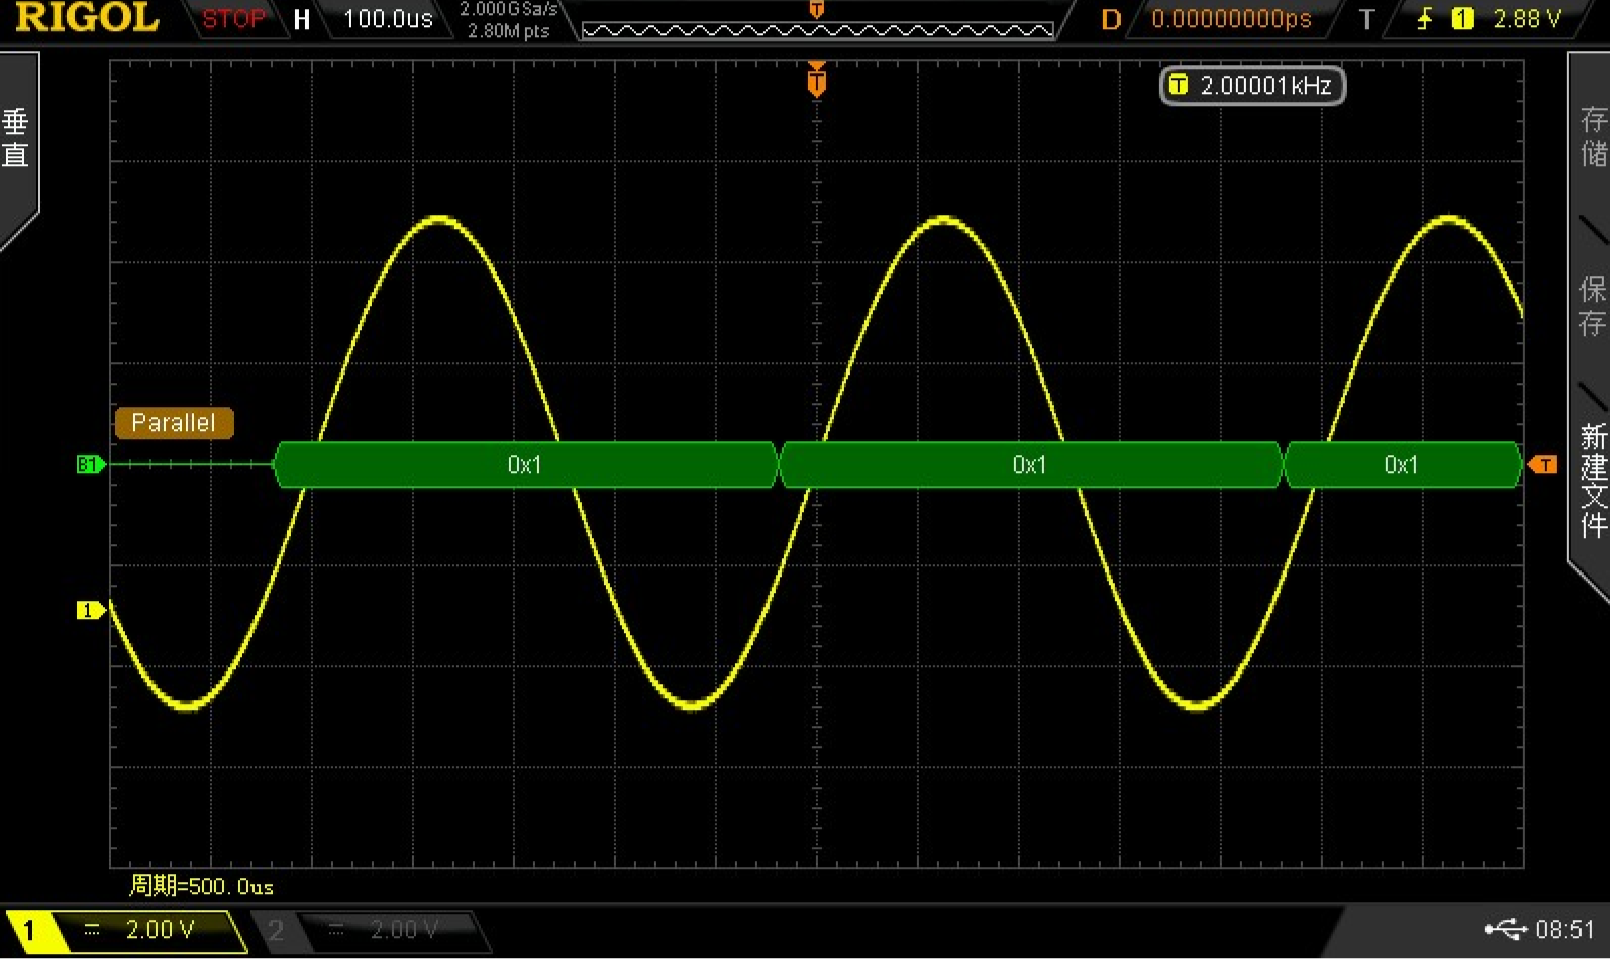 RIGOL STOP H 100.0us 2.000GSa/s 2.80Mpts D 0.00000000ps T 1 2.88 V
T
T 2.00001kHz
垂直
存储
保存
新建文件
Parallel
B1 0x1 0x1 0x1 T
1
周期=500.0us
1 2.00 V 2 2.00 V 08:51